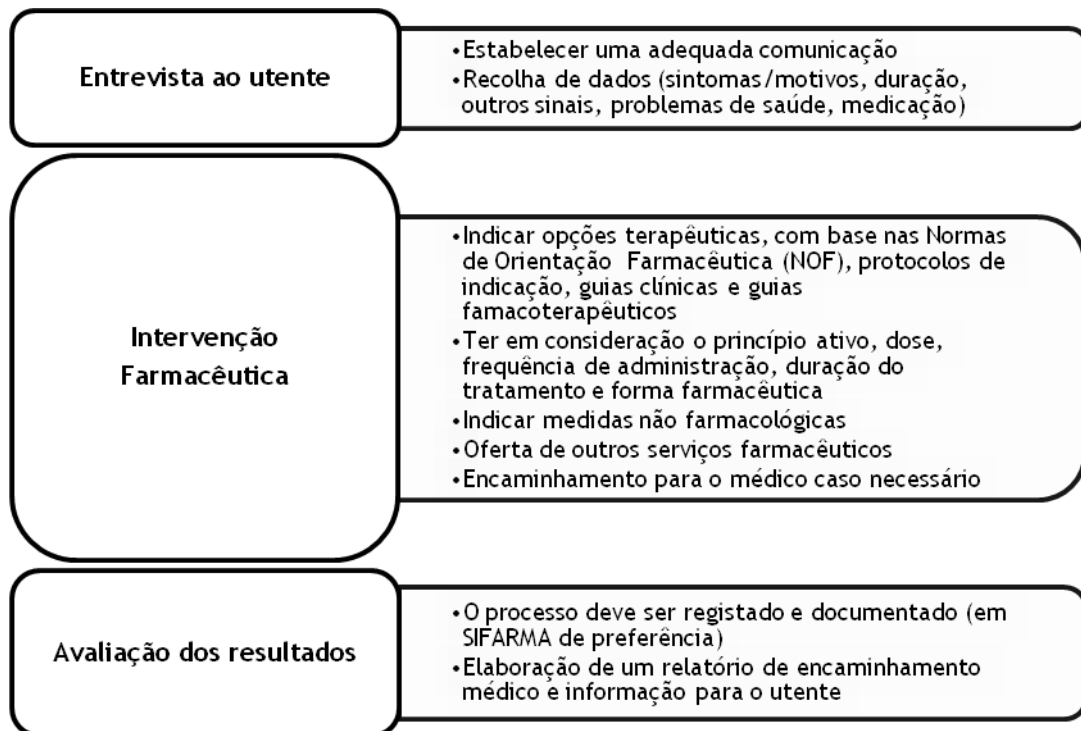 Entrevista ao utente
•Estabelecer uma adequada comunicação
•Recolha de dados (sintomas/motivos, duração,
outros sinais, problemas de saúde, medicação)
Intervenção
Farmacêutica
•Indicar opções terapêuticas, com base nas Normas
de Orientação Farmacêutica (NOF), protocolos de
indicação, guias clínicas e guias
famacoterapêuticos
•Ter em consideração o princípio ativo, dose,
frequência de administração, duração do
tratamento e forma farmacêutica
•Indicar medidas não farmacológicas
•Oferta de outros serviços farmacêuticos
•Encaminhamento para o médico caso necessário
Avaliação dos resultados
•O processo deve ser registado e documentado (em
SIFARMA de preferência)
•Elaboração de um relatório de encaminhamento
médico e informação para o utente